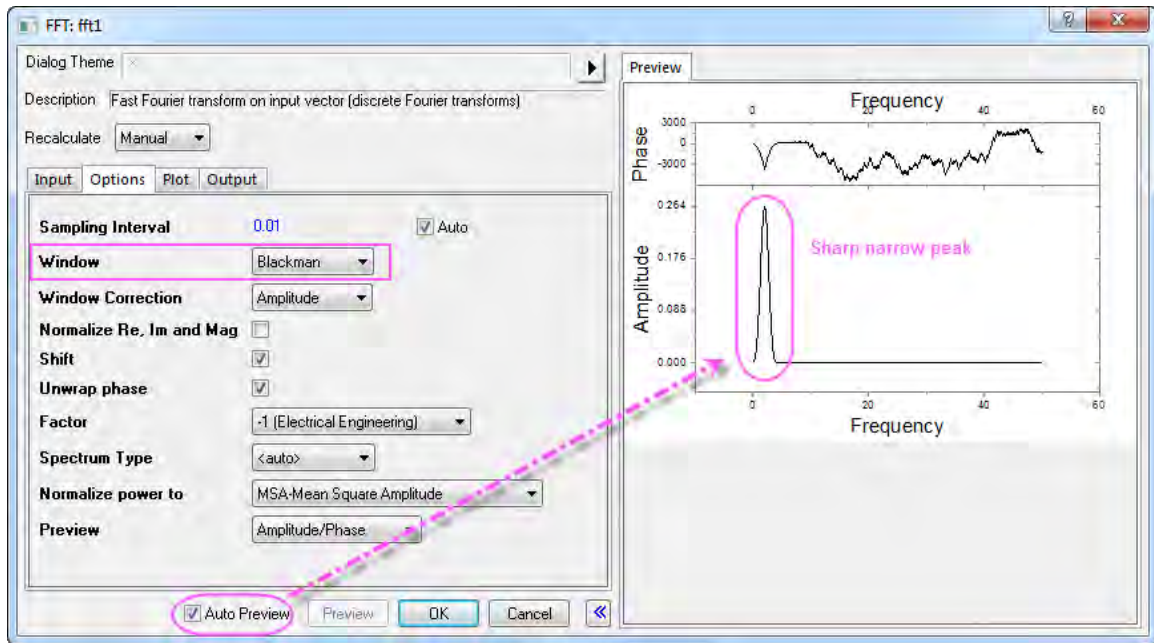 FFT: fft1
Dialog Theme *
Description Fast Fourier transform on input vector (discrete Fourier transforms)
Recalculate Manual
Input Options Plot Output
Sampling Interval 0.01 Auto
Window Blackman
Window Correction Amplitude
Normalize Re, Im and Mag
Shift
Unwrap phase
Factor -1 (Electrical Engineering)
Spectrum Type <auto>
Normalize power to MSA-Mean Square Amplitude
Preview Amplitude/Phase
Auto Preview Preview OK Cancel
Preview
Frequency
0 20 40 60
Phase
3000
0
-3000
Amplitude
0.264
0.176
0.088
0.000
Sharp narrow peak
0 20 40 60
Frequency